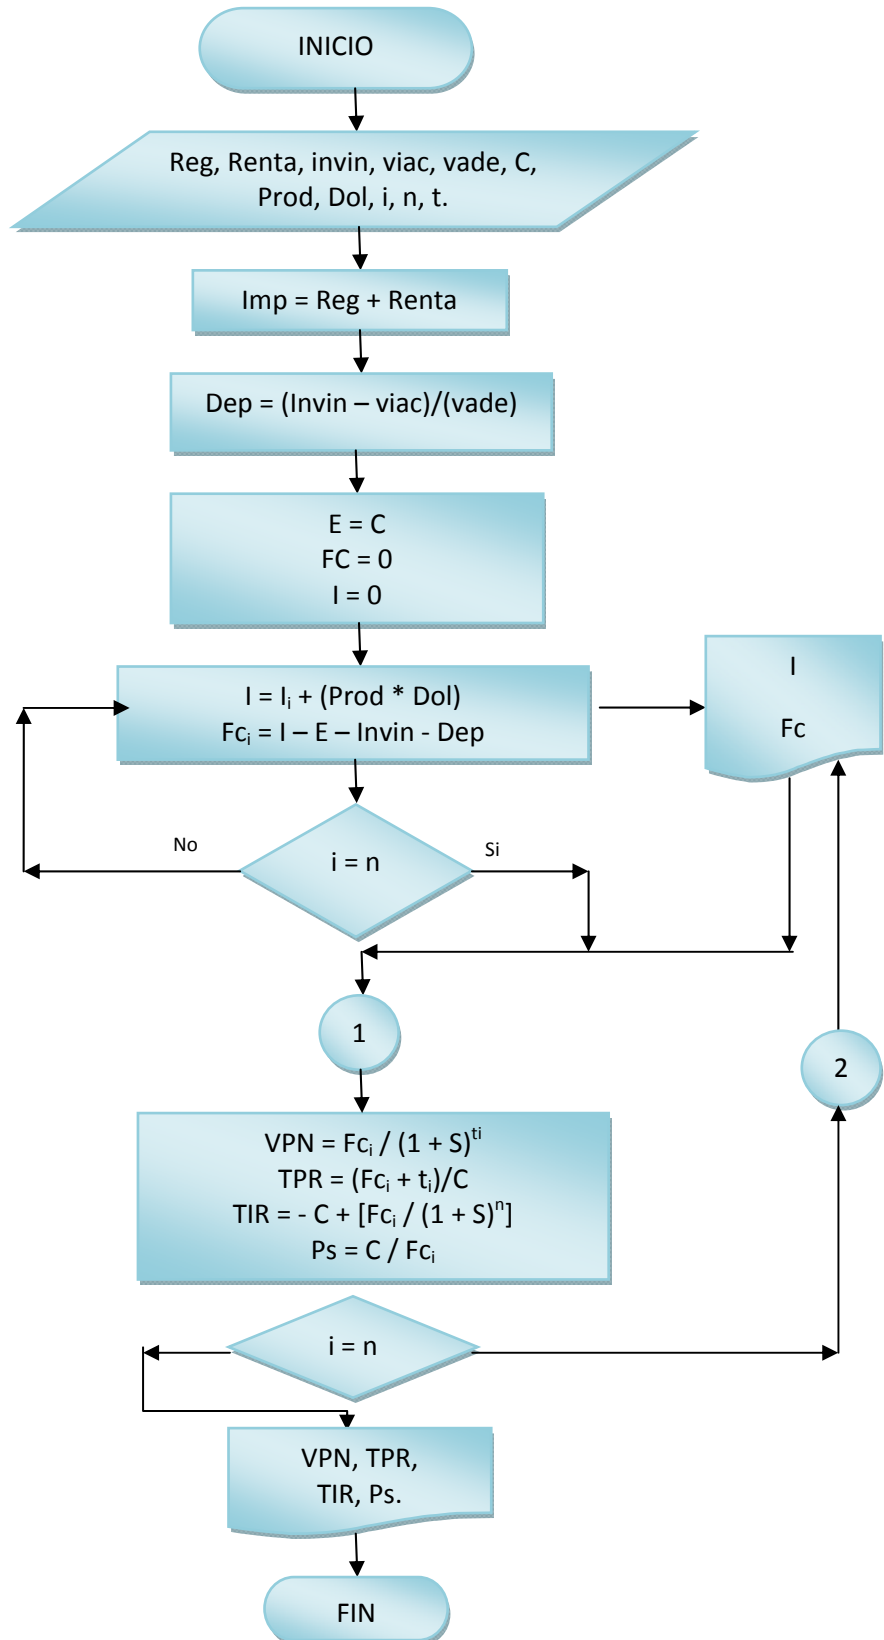 INICIO
Reg, Renta, invin, viac, vade, C,
Prod, Dol, i, n, t.
Imp = Reg + Renta
Dep = (Invin – viac)/(vade)
E = C
FC = 0
I = 0
I = Iᵢ + (Prod * Dol)
Fcᵢ = I – E – Invin - Dep
I
Fc
No
i = n
Si
1
2
VPN = Fcᵢ / (1 + S)ᵗⁱ
TPR = (Fcᵢ + tᵢ)/C
TIR = - C + [Fcᵢ / (1 + S)ⁿ]
Ps = C / Fcᵢ
i = n
VPN, TPR,
TIR, Ps.
FIN